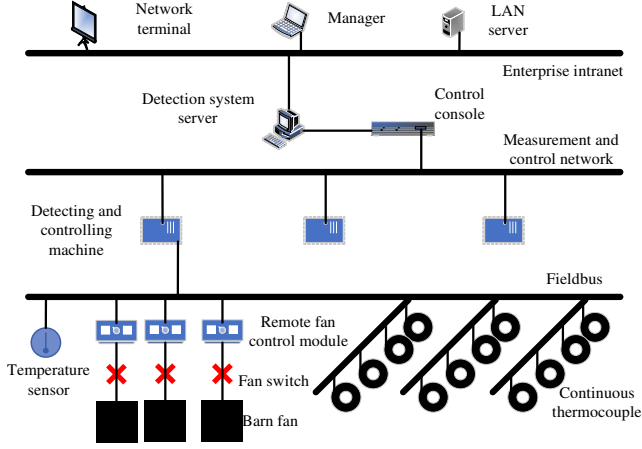 Network
terminal
Manager
LAN
server
Enterprise intranet
Detection system
server
Control
console
Measurement and
control network
Detecting and
controlling
machine
Fieldbus
Temperature
sensor
Remote fan
control module
Fan switch
Barn fan
Continuous
thermocouple